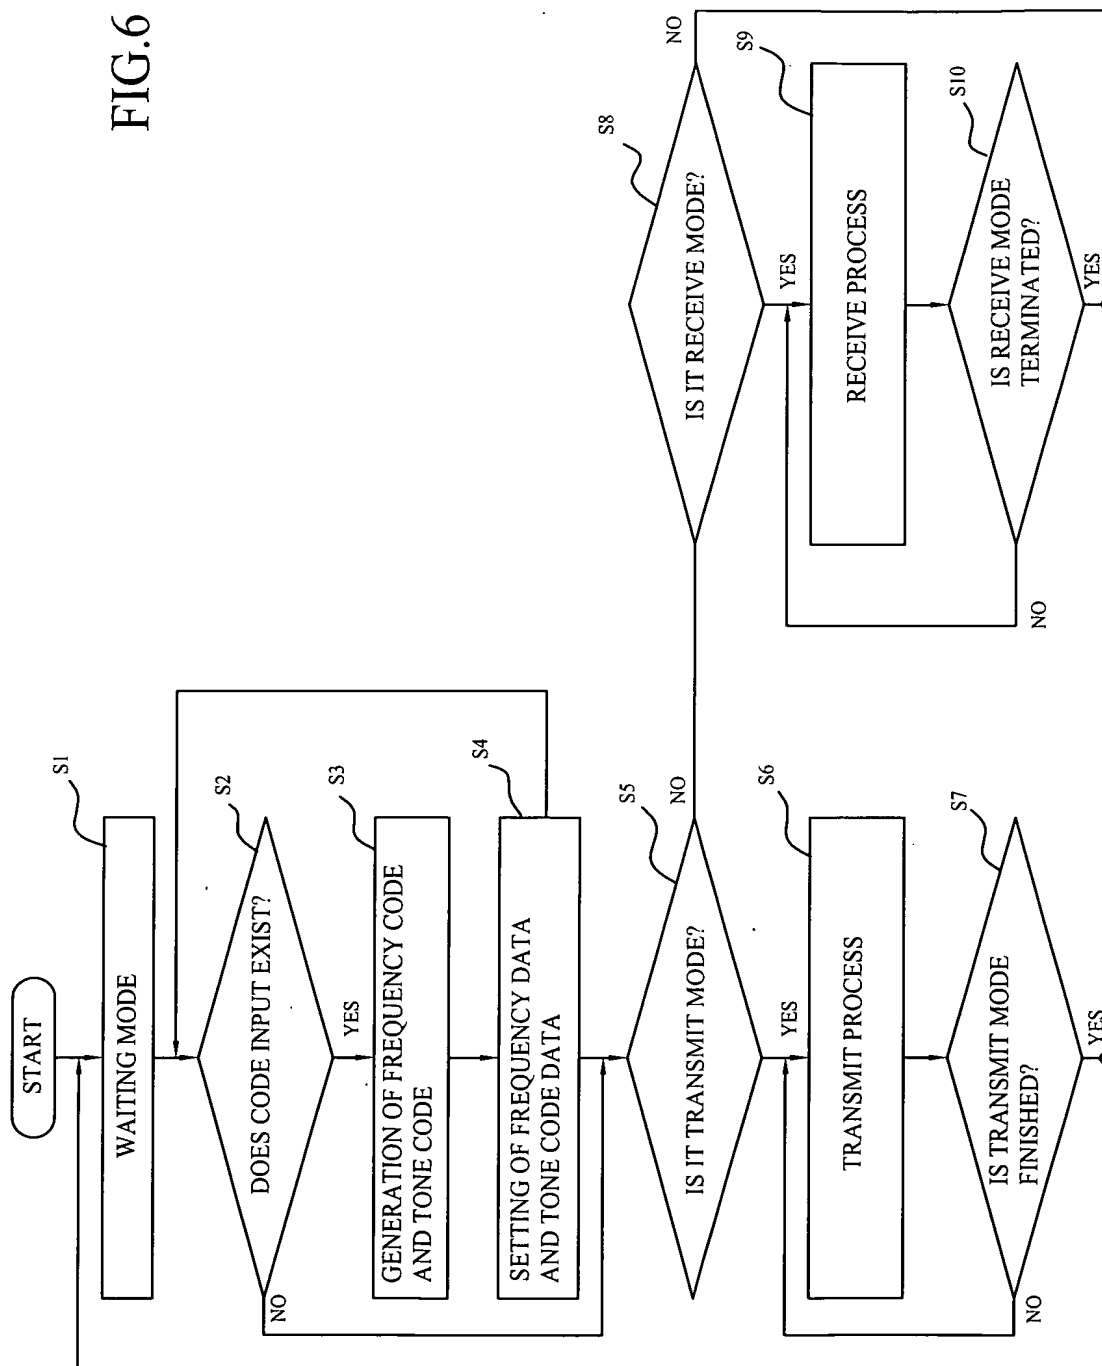 FIG.6
START
WAITING MODE
S1
DOES CODE INPUT EXIST?
S2
YES
NO
GENERATION OF FREQUENCY CODE
AND TONE CODE
S3
SETTING OF FREQUENCY DATA
AND TONE CODE DATA
S4
IS IT TRANSMIT MODE?
S5
NO
YES
TRANSMIT PROCESS
S6
IS TRANSMIT MODE
FINISHED?
S7
NO
YES
IS IT RECEIVE MODE?
S8
NO
YES
RECEIVE PROCESS
S9
IS RECEIVE MODE
TERMINATED?
S10
NO
YES